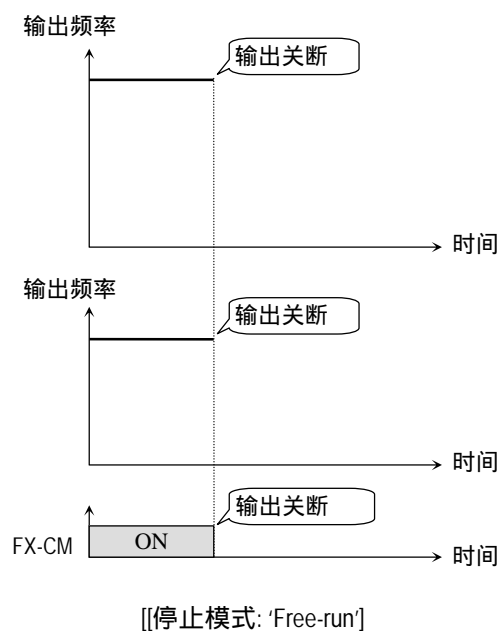 输出频率
输出关断
时间
输出频率
输出关断
时间
输出关断
FX-CM
ON
时间
[[停止模式: 'Free-run']